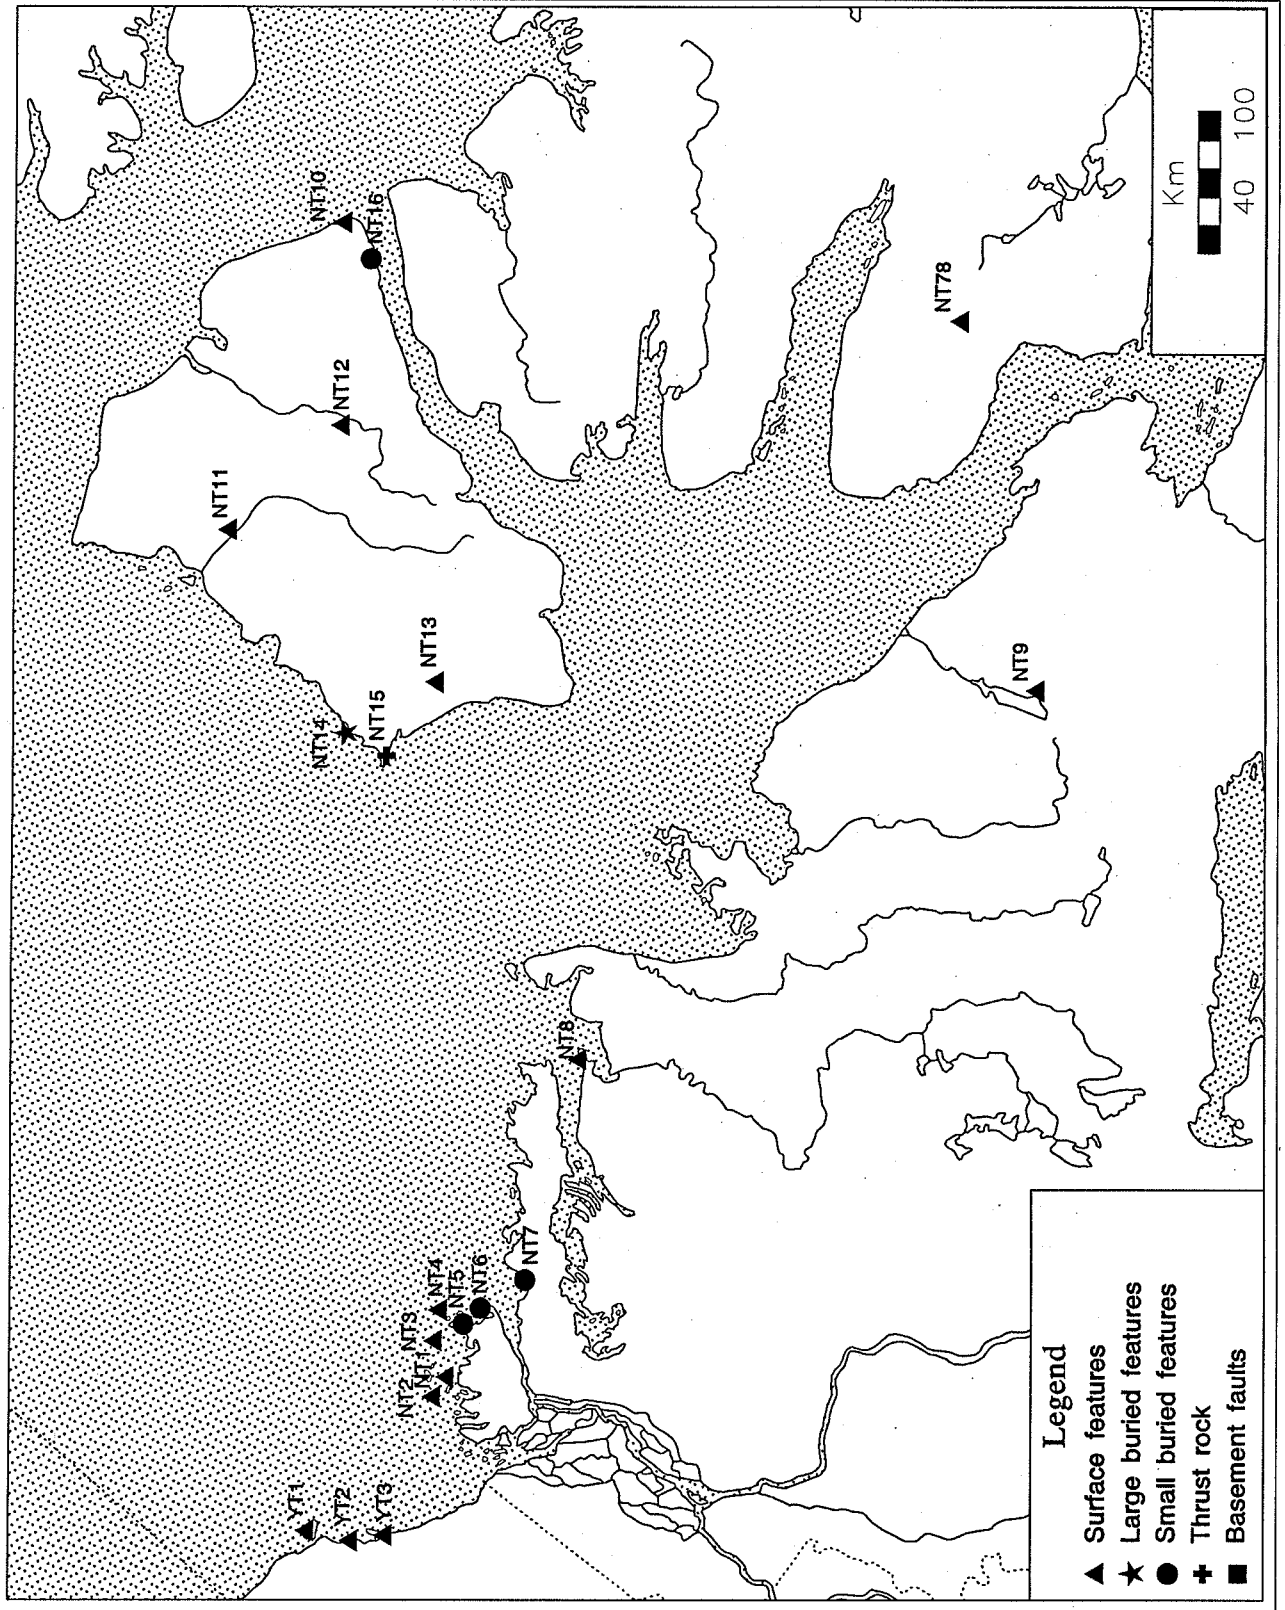 YT1
YT2
YT3
NT2
NT1
NT3
NT4
NT5
NT6
NT7
NT8
NT14
NT15
NT13
NT11
NT12
NT10
NT16
NT9
NT78
Km
40 100
Legend
Surface features
Large buried features
Small buried features
Thrust rock
Basement faults